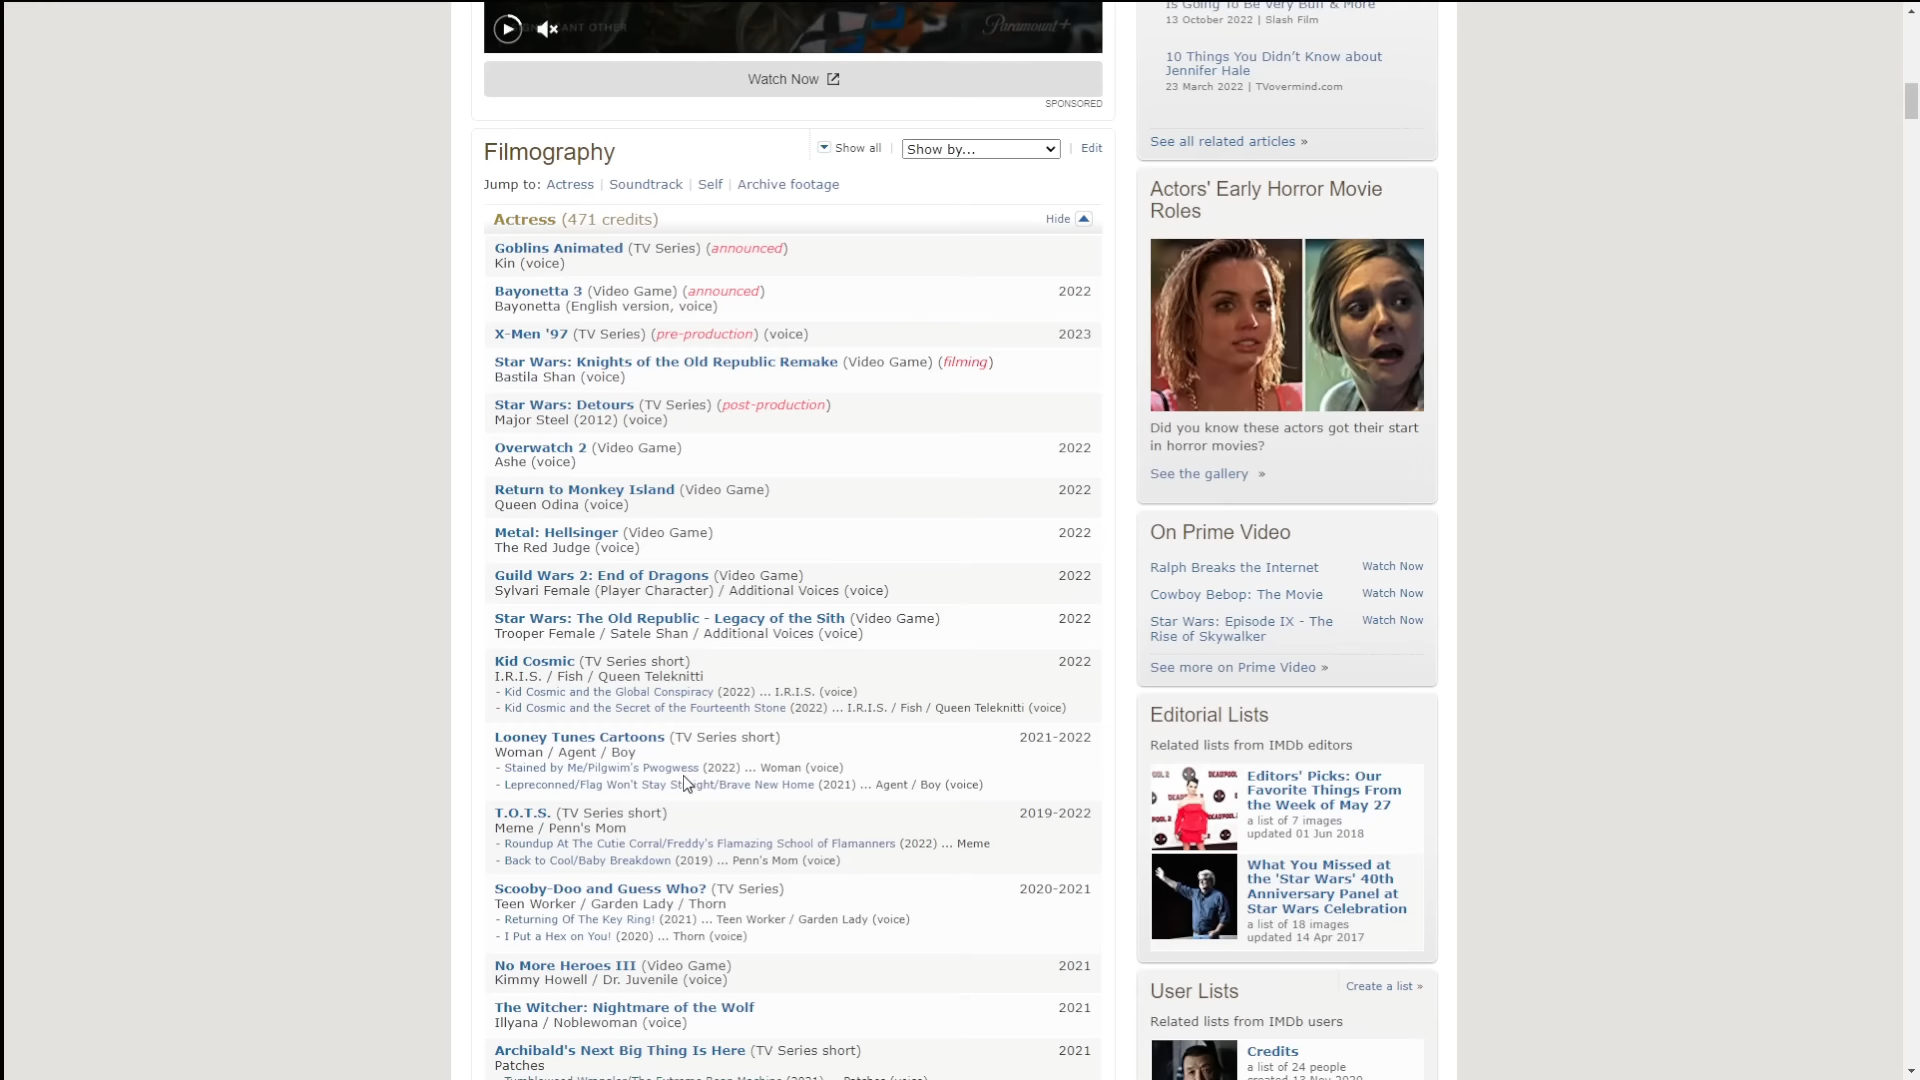 Paramount+
Watch Now
SPONSORED
Filmography
Show all | Show by... | Edit
Jump to: Actress | Soundtrack | Self | Archive footage
Actress (471 credits) Hide
Goblins Animated (TV Series) (announced)
Kin (voice)
Bayonetta 3 (Video Game) (announced) 2022
Bayonetta (English version, voice)
X-Men '97 (TV Series) (pre-production) (voice) 2023
Star Wars: Knights of the Old Republic Remake (Video Game) (filming)
Bastila Shan (voice)
Star Wars: Detours (TV Series) (post-production)
Major Steel (2012) (voice)
Overwatch 2 (Video Game) 2022
Ashe (voice)
Return to Monkey Island (Video Game) 2022
Queen Odina (voice)
Metal: Hellsinger (Video Game) 2022
The Red Judge (voice)
Guild Wars 2: End of Dragons (Video Game) 2022
Sylvari Female (Player Character) / Additional Voices (voice)
Star Wars: The Old Republic - Legacy of the Sith (Video Game) 2022
Trooper Female / Satele Shan / Additional Voices (voice)
Kid Cosmic (TV Series short) 2022
I.R.I.S. / Fish / Queen Teleknitti
- Kid Cosmic and the Global Conspiracy (2022) ... I.R.I.S. (voice)
- Kid Cosmic and the Secret of the Fourteenth Stone (2022) ... I.R.I.S. / Fish / Queen Teleknitti (voice)
Looney Tunes Cartoons (TV Series short) 2021-2022
Woman / Agent / Boy
- Stained by Me/Pilgwim's Pwogwess (2022) ... Woman (voice)
- Lepreconned/Flag Won't Stay Straight/Brave New Home (2021) ... Agent / Boy (voice)
T.O.T.S. (TV Series short) 2019-2022
Meme / Penn's Mom
- Roundup At The Cutie Corral/Freddy's Flamazing School of Flamanners (2022) ... Meme
- Back to Cool/Baby Breakdown (2019) ... Penn's Mom (voice)
Scooby-Doo and Guess Who? (TV Series) 2020-2021
Teen Worker / Garden Lady / Thorn
- Returning Of The Key Ring! (2021) ... Teen Worker / Garden Lady (voice)
- I Put a Hex on You! (2020) ... Thorn (voice)
No More Heroes III (Video Game) 2021
Kimmy Howell / Dr. Juvenile (voice)
The Witcher: Nightmare of the Wolf 2021
Illyana / Noblewoman (voice)
Archibald's Next Big Thing Is Here (TV Series short) 2021
Patches
Is Going To Be Very Buff & More
13 October 2022 | Slash Film
10 Things You Didn't Know about
Jennifer Hale
23 March 2022 | TVovermind.com
See all related articles »
Actors' Early Horror Movie
Roles
Did you know these actors got their start
in horror movies?
See the gallery »
On Prime Video
Ralph Breaks the Internet Watch Now
Cowboy Bebop: The Movie Watch Now
Star Wars: Episode IX - The Watch Now
Rise of Skywalker
See more on Prime Video »
Editorial Lists
Related lists from IMDb editors
Editors' Picks: Our
Favorite Things From
the Week of May 27
a list of 7 images
updated 01 Jun 2018
What You Missed at
the 'Star Wars' 40th
Anniversary Panel at
Star Wars Celebration
a list of 18 images
updated 14 Apr 2017
User Lists Create a list »
Related lists from IMDb users
Credits
a list of 24 people